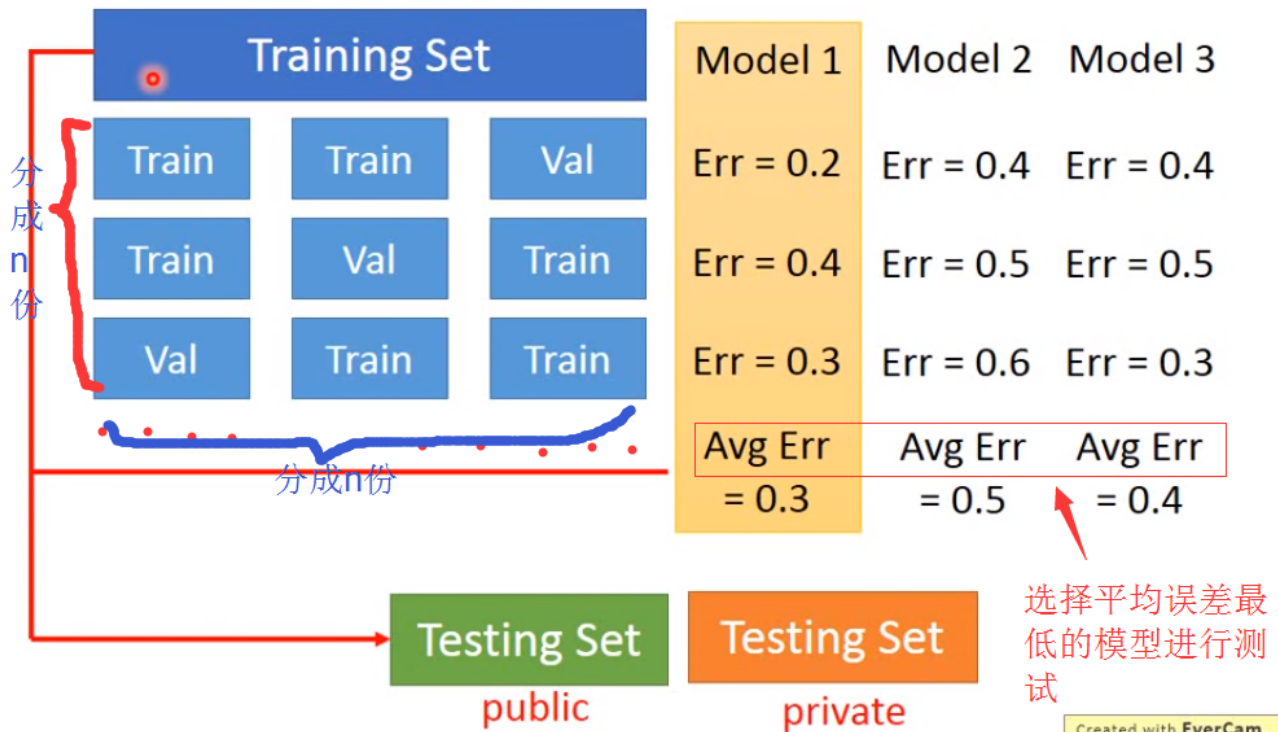 Training Set
Model 1 Model 2 Model 3
Train Train Val
Err = 0.2 Err = 0.4 Err = 0.4
分成n份
Train Val Train
Err = 0.4 Err = 0.5 Err = 0.5
Val Train Train
Err = 0.3 Err = 0.6 Err = 0.3
分成n份
Avg Err Avg Err Avg Err
= 0.3 = 0.5 = 0.4
选择平均误差最
低的模型进行测
试
Testing Set Testing Set
public private
Created with EverCam